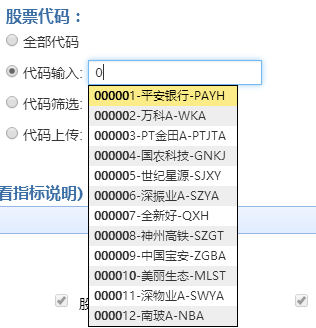 股票代码：
全部代码
代码输入: 0
000001-平安银行-PAYH
000002-万科A-WKA
000003-PT金田A-PTJTA
代码筛选:
000004-国农科技-GNKJ
000005-世纪星源-SJXY
代码上传:
000006-深振业A-SZYA
看指标说明)
000007-全新好-QXH
000008-神州高铁-SZGT
000009-中国宝安-ZGBA
000010-美丽生态-MLST
000011-深物业A-SWYA
000012-南玻A-NBA